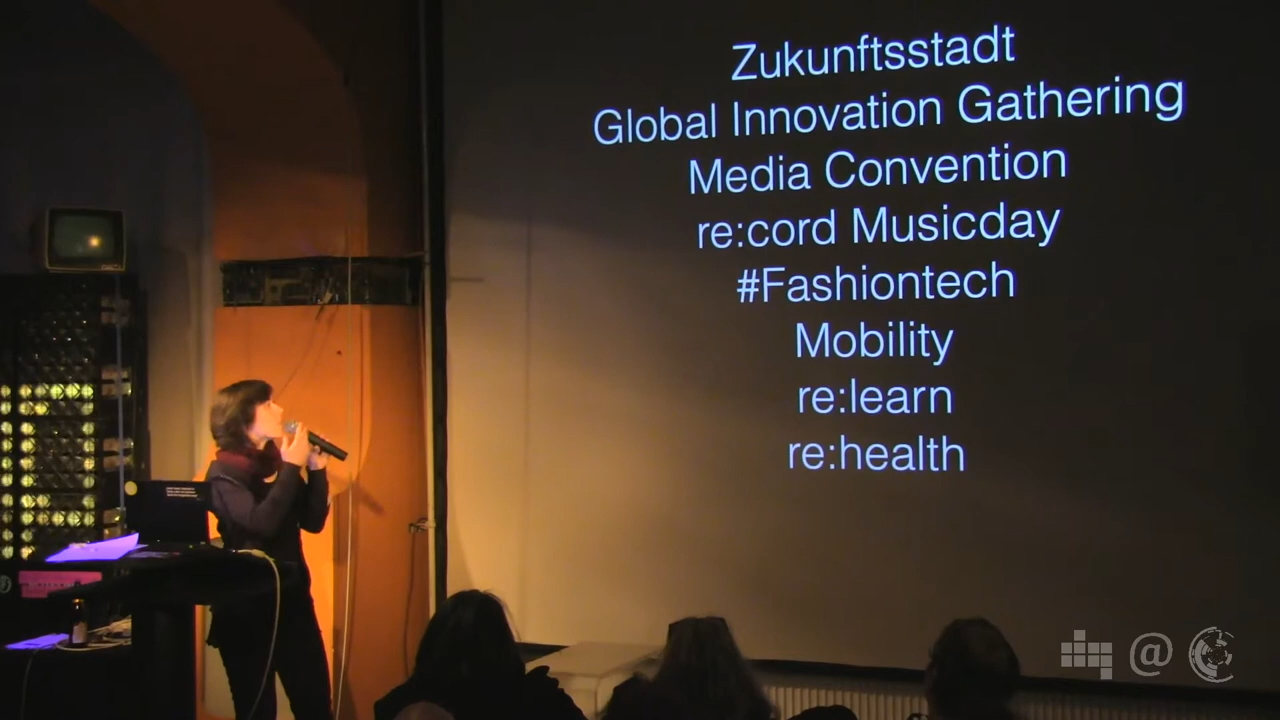 Zukunftsstadt
Global Innovation Gathering
Media Convention
re:cord Musicday
#Fashiontech
Mobility
re:learn
re:health
@